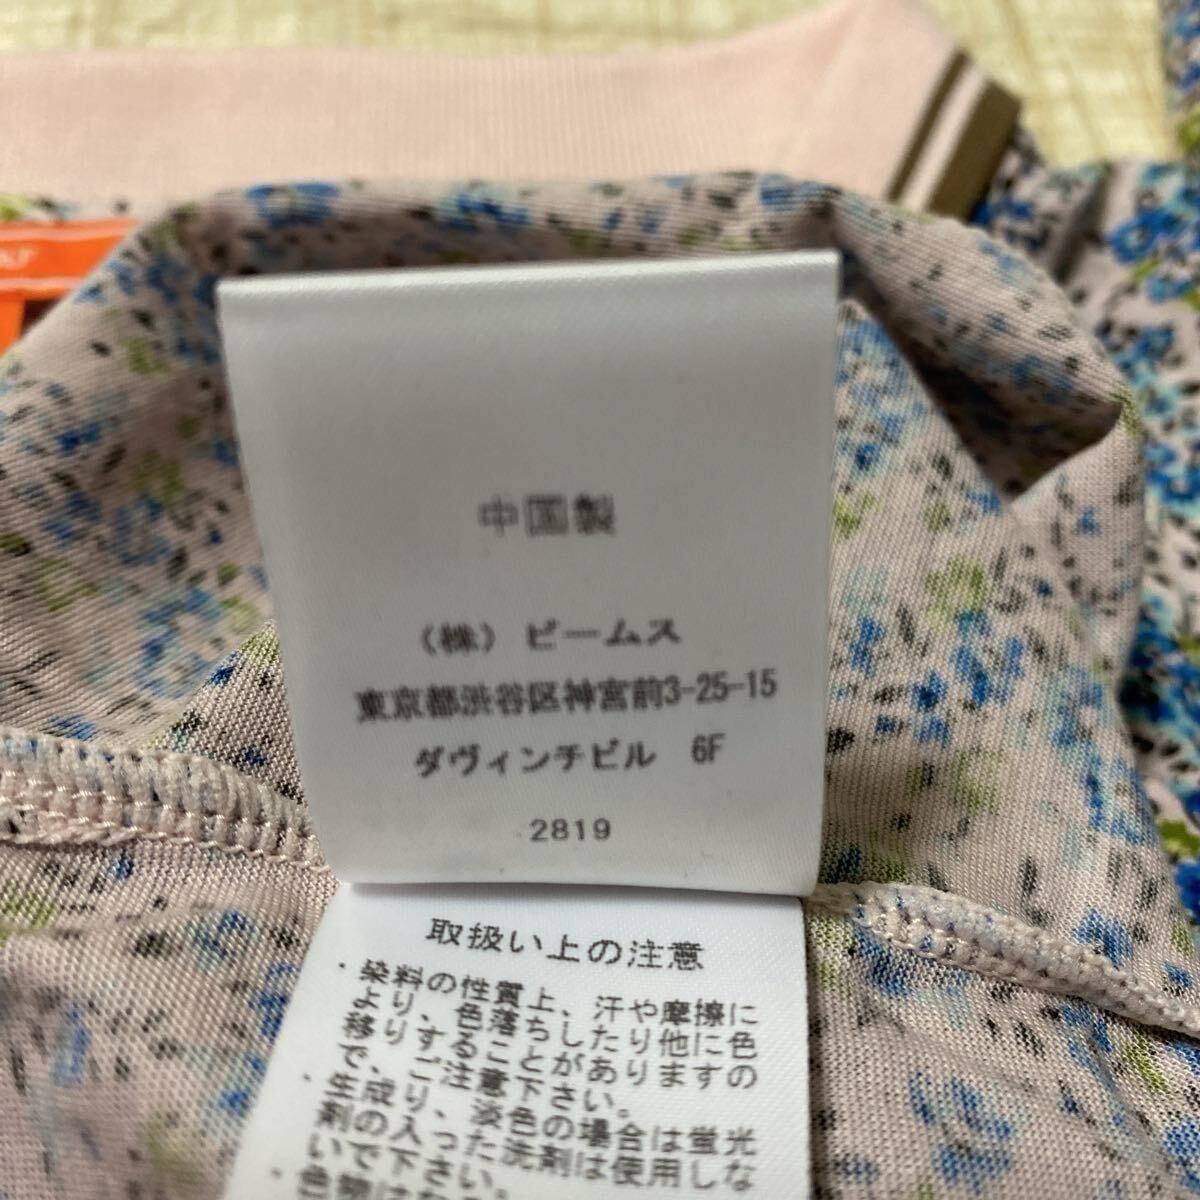 中国製
(株) ビームス
東京都渋谷区神宮前3-25-15
ダヴィンチビル 6F
2819
取扱い上の注意
・染料の性質上、汗や摩擦に
より、色落ちしたり他に色
移りすることがありますの
で、ご注意下さい。
・生成り、淡色の場合は蛍光
剤の入った洗剤は使用しな
いで下さい。